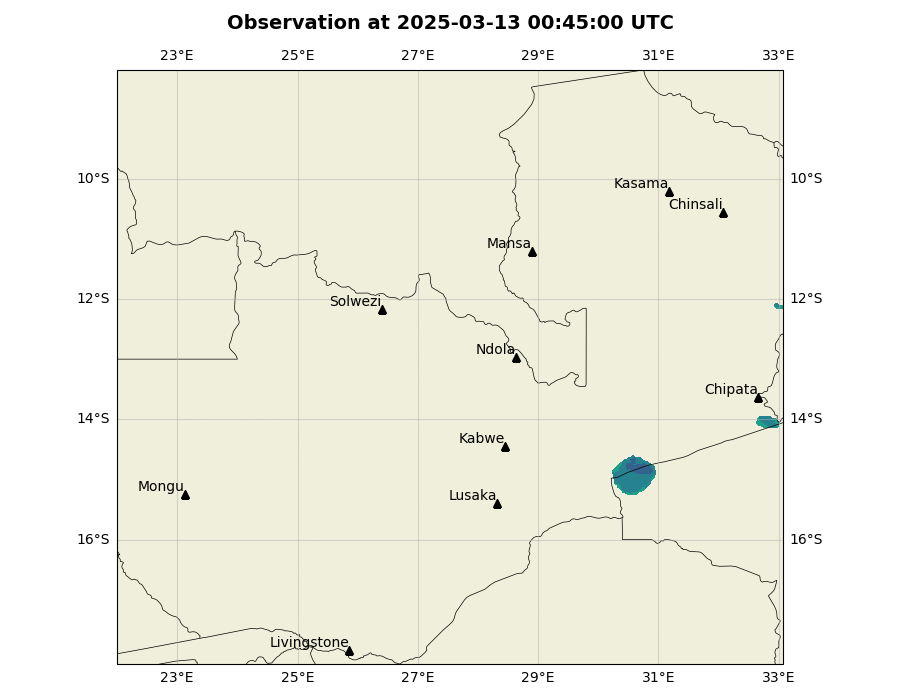 Observation at 2025-03-13 00:45:00 UTC
23°E 25°E 27°E 29°E 31°E 33°E
10°S 10°S
Kasama
Chinsali
Mansa
12°S 12°S
Solwezi
Ndola
Chipata
14°S 14°S
Kabwe
Mongu
Lusaka
16°S 16°S
Livingstone
23°E 25°E 27°E 29°E 31°E 33°E